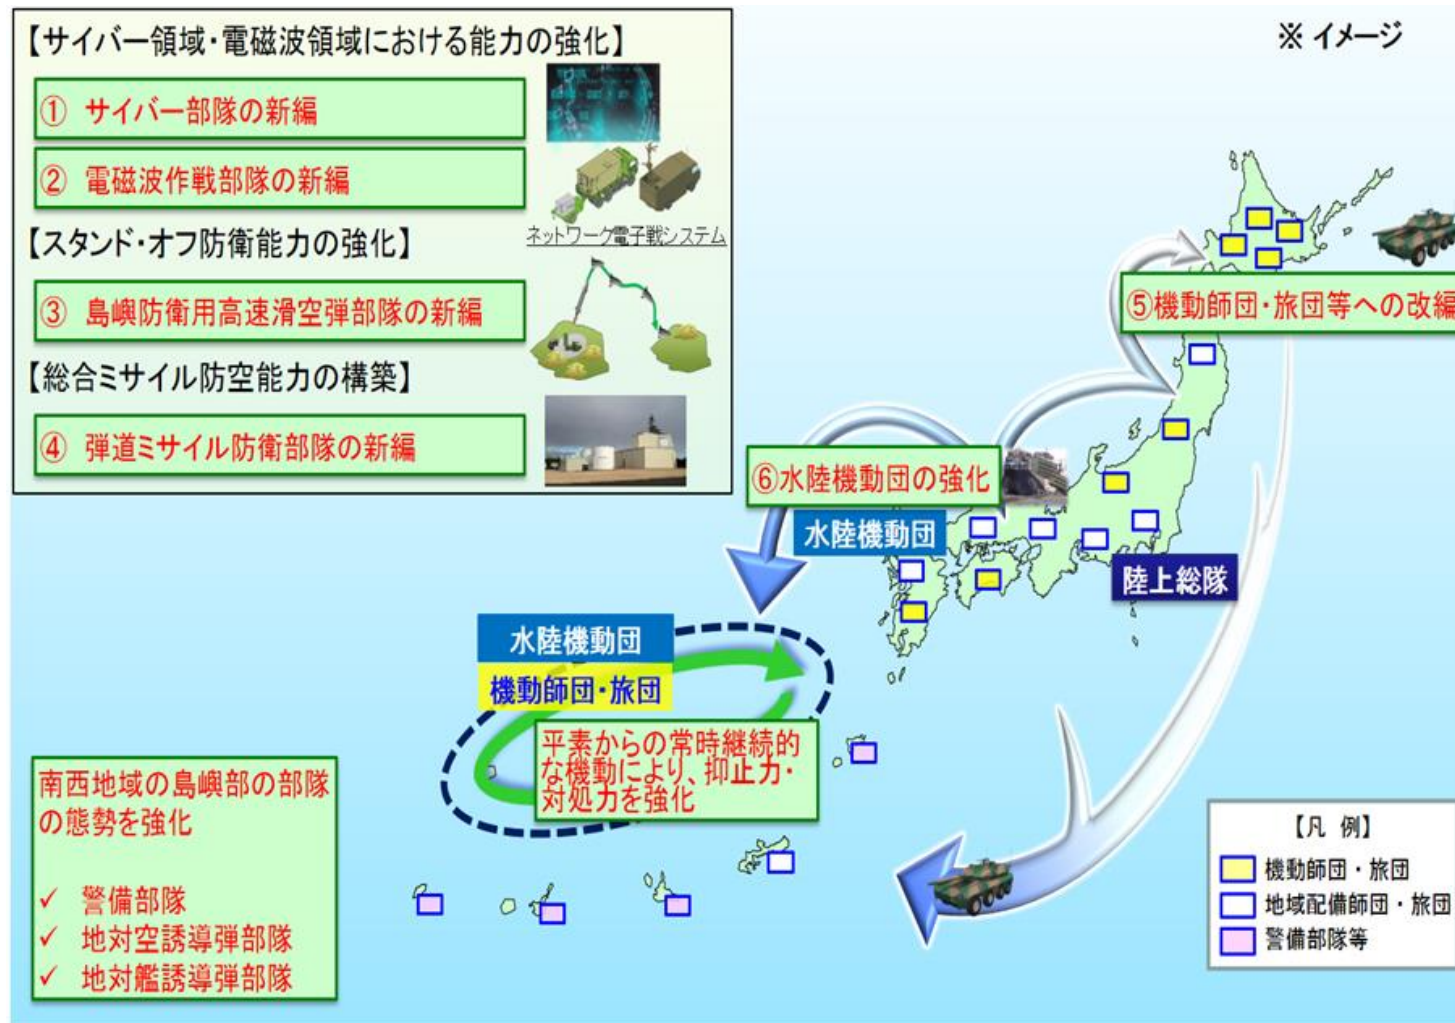 【サイバー領域・電磁波領域における能力の強化】
① サイバー部隊の新編
② 電磁波作戦部隊の新編
ネットワーク電子戦システム
【スタンド・オフ防衛能力の強化】
③ 島嶼防衛用高速滑空弾部隊の新編
【総合ミサイル防空能力の構築】
④ 弾道ミサイル防衛部隊の新編
※ イメージ
⑤機動師団・旅団等への改編
⑥水陸機動団の強化
水陸機動団
陸上総隊
水陸機動団
機動師団・旅団
平素からの常時継続的
な機動により、抑止力・
対処力を強化
南西地域の島嶼部の部隊
の態勢を強化
✓ 警備部隊
✓ 地対空誘導弾部隊
✓ 地対艦誘導弾部隊
【凡 例】
機動師団・旅団
地域配備師団・旅団
警備部隊等